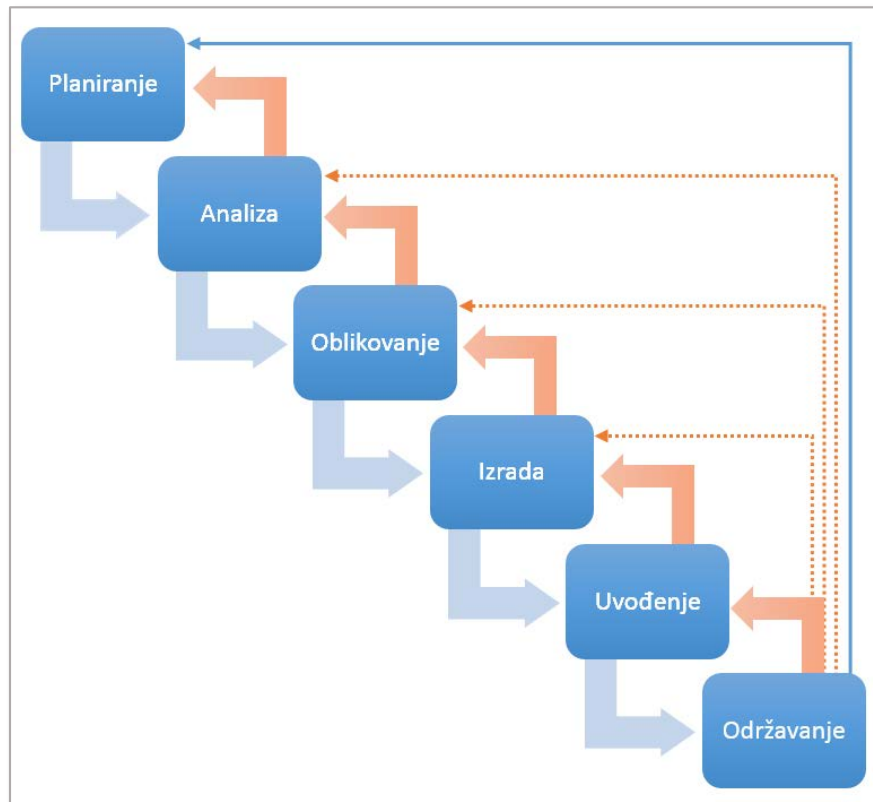 Planiranje
Analiza
Oblikovanje
Izrada
Uvođenje
Održavanje